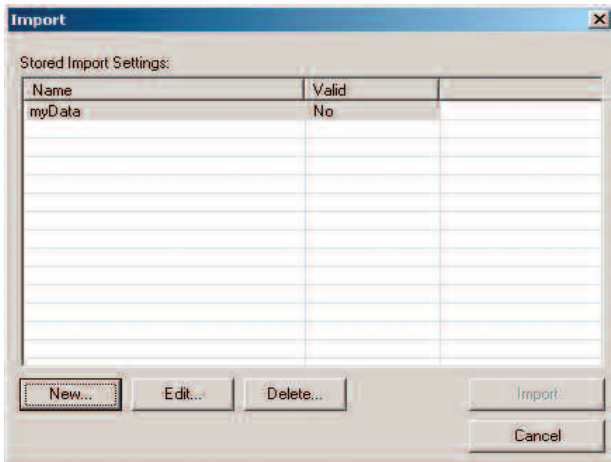 Import
Stored Import Settings:
Name Valid
myData No
New... Edit... Delete... Import
Cancel